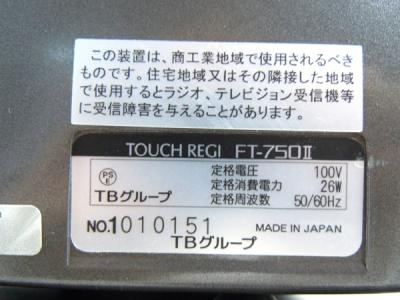 この装置は、商工業地域で使用されるべき
ものです。住宅地域又はその隣接した地域
で使用するとラジオ、テレビジョン受信機等
に受信障害を与えることがあります。
TOUCH REGI FT-750II
PS E 定格電圧 100V
定格消費電力 26W
TBグループ 定格周波数 50/60Hz
NO.1010151 MADE IN JAPAN
TBグループ